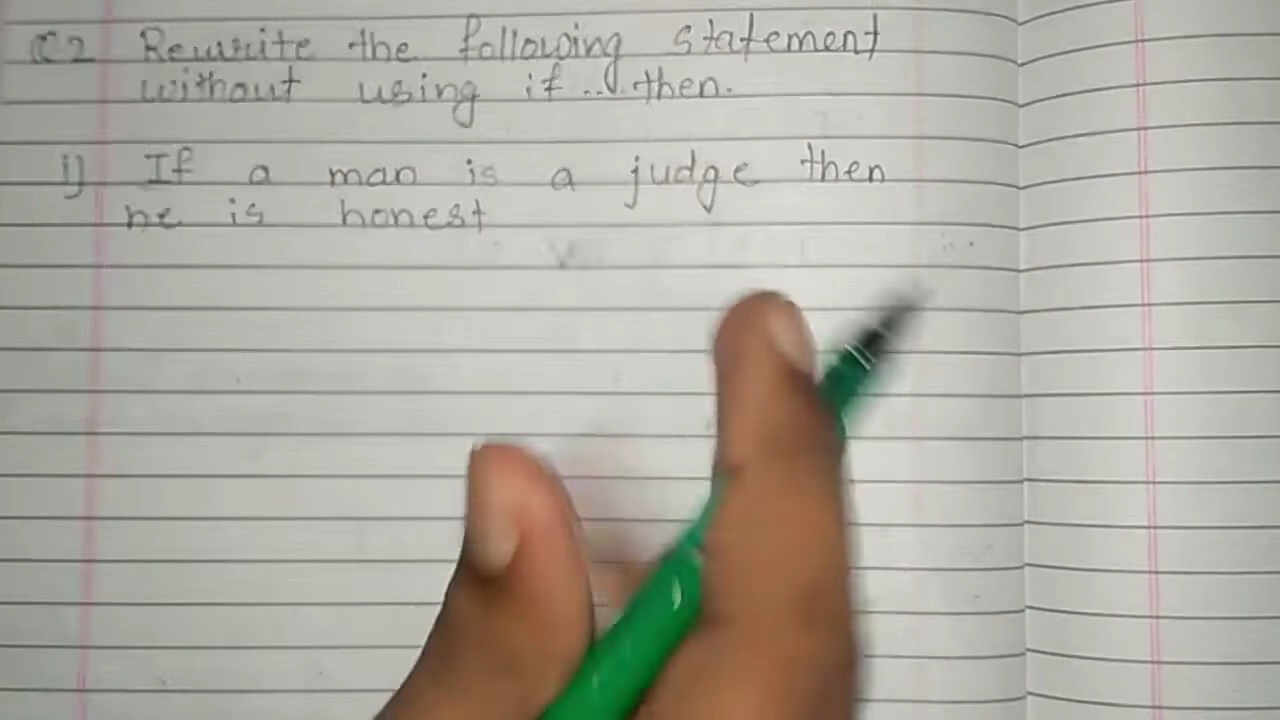 Q2 Rewrite the following statement
without using if...then.
i) If a man is a judge then
he is honest